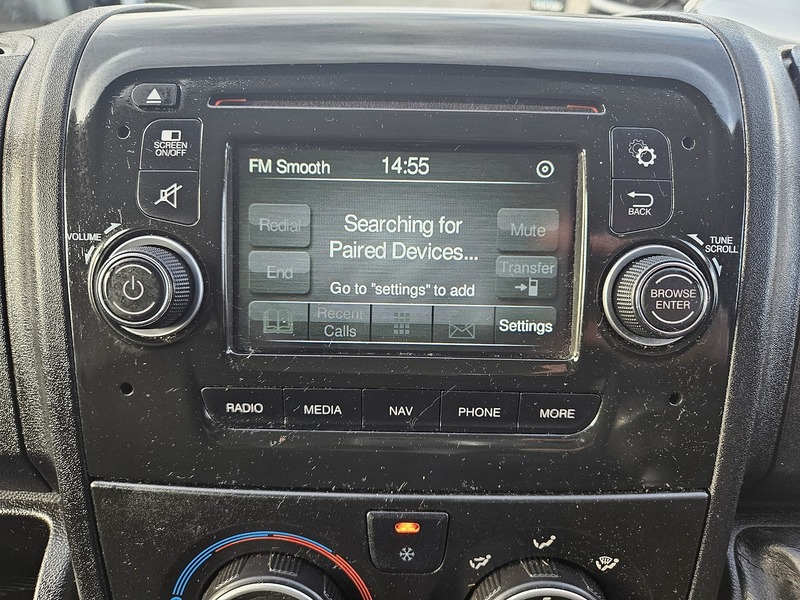 SCREEN
ON/OFF
VOLUME
FM Smooth 14:55
Redial
Searching for
Paired Devices...
Mute
End
Transfer
Go to "settings" to add
Recent
Calls
Settings
BACK
TUNE
SCROLL
BROWSE
ENTER
RADIO
MEDIA
NAV
PHONE
MORE